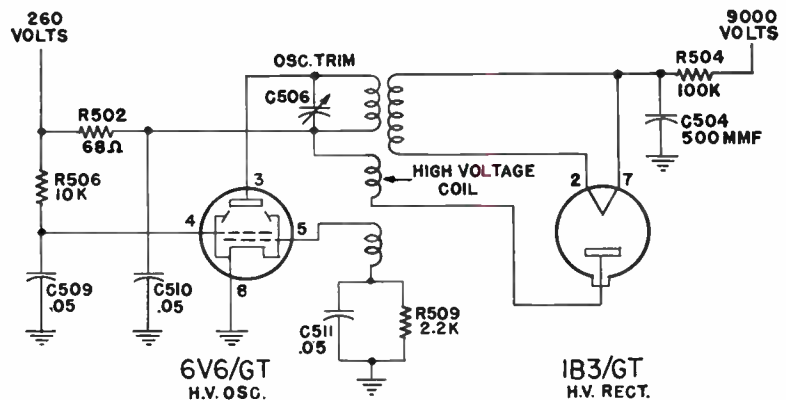 260
VOLTS
9000
VOLTS
OSC. TRIM
C506
R504
100K
C504
500 MMF
R502
68Ω
R506
10K
HIGH VOLTAGE
COIL
3
4
5
8
2
7
C509
.05
C510
.05
C511
.05
R509
2.2K
6V6/GT
H.V. OSC.
1B3/GT
H.V. RECT.